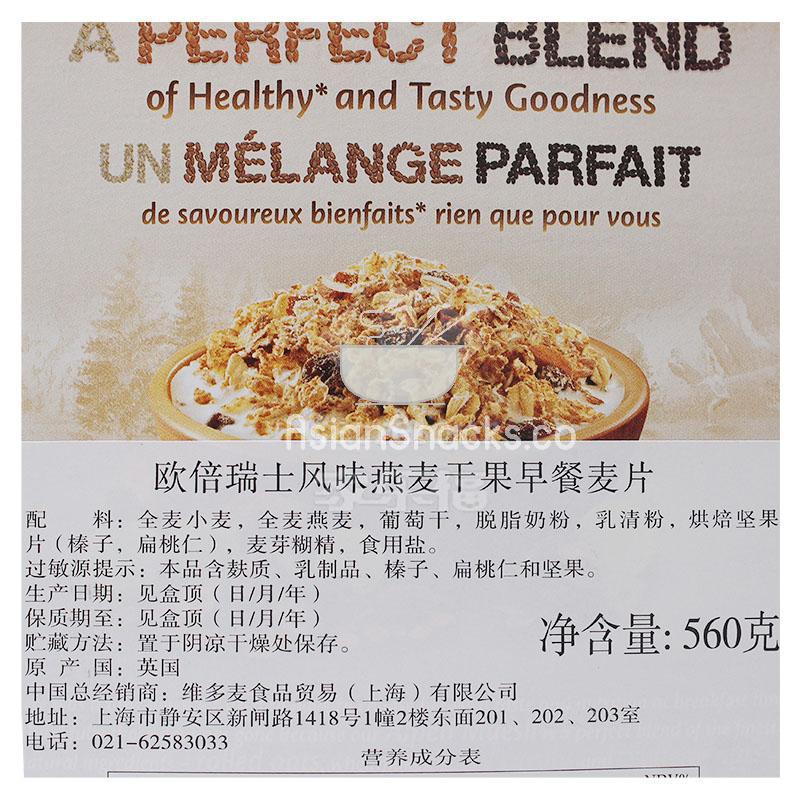 A PERFECT BLEND
of Healthy* and Tasty Goodness
UN MÉLANGE PARFAIT
de savoureux bienfaits* rien que pour vous
AsianSnacks.co
欧倍瑞士风味燕麦干果早餐麦片
配 料：全麦小麦，全麦燕麦，葡萄干，脱脂奶粉，乳清粉，烘焙坚果
片（榛子，扁桃仁），麦芽糊精，食用盐。
过敏源提示：本品含麸质、乳制品、榛子、扁桃仁和坚果。
生产日期：见盒顶（日/月/年）
保质期至：见盒顶（日/月/年）
贮藏方法：置于阴凉干燥处保存。
净含量: 560克
原 产 国：英国
中国总经销商：维多麦食品贸易（上海）有限公司
地址：上海市静安区新闸路1418号1幢2楼东面201、202、203室
电话：021-62583033
营养成分表
NRV%